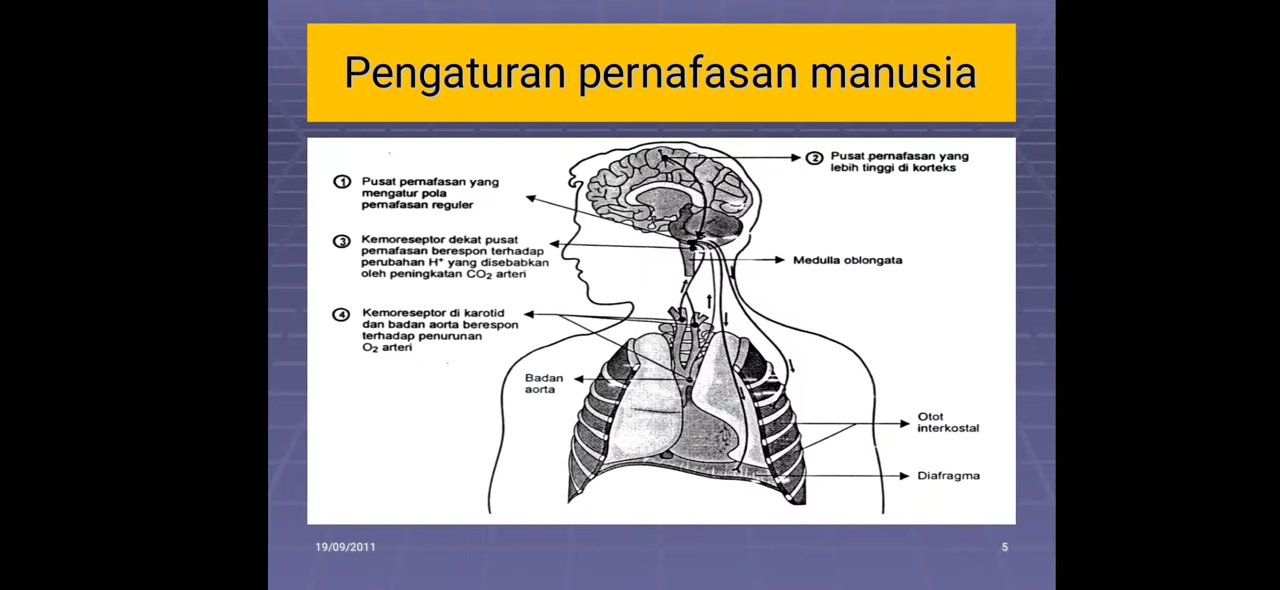 Pengaturan pernafasan manusia
2 Pusat pernafasan yang
lebih tinggi di korteks
1 Pusat pernafasan yang
mengatur pola
pernafasan reguler
3 Kemoreseptor dekat pusat
pernafasan berespon terhadap
perubahan H⁺ yang disebabkan
oleh peningkatan CO₂ arteri
Medulla oblongata
4 Kemoreseptor di karotid
dan badan aorta berespon
terhadap penurunan
O₂ arteri
Badan
aorta
Otot
interkostal
Diafragma
19/09/2011
5